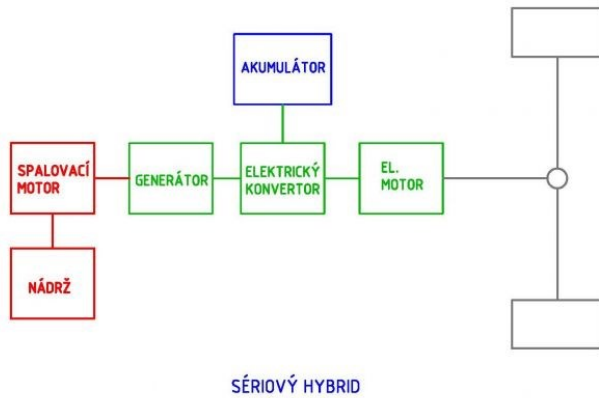 AKUMULÁTOR
SPALOVACÍ
MOTOR
GENERÁTOR
ELEKTRICKÝ
KONVERTOR
EL.
MOTOR
NÁDRŽ
SÉRIOVÝ HYBRID